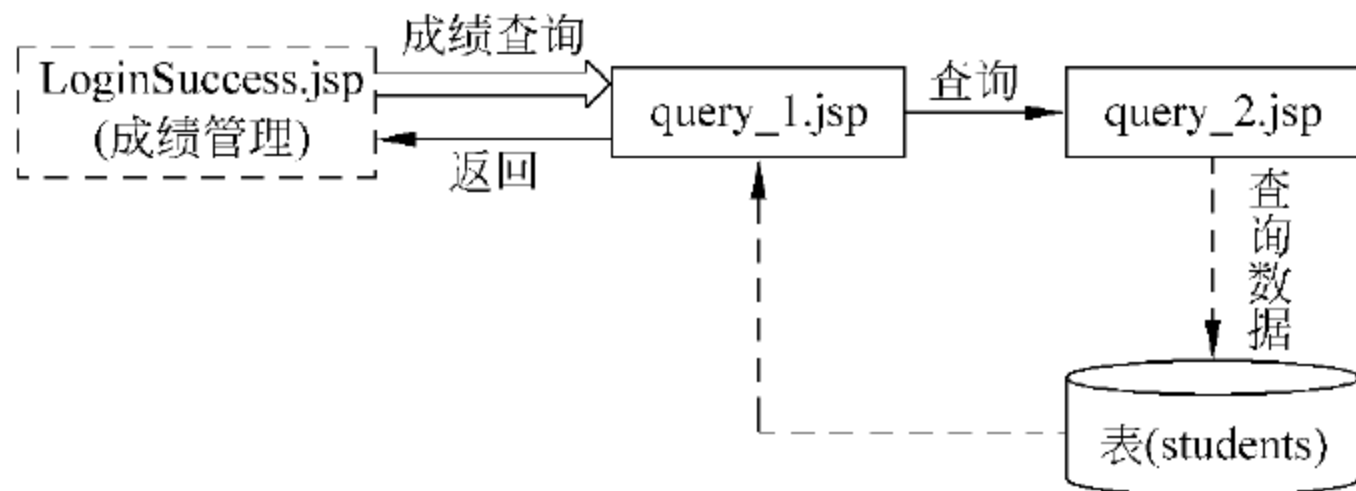 成绩查询
LoginSuccess.jsp
(成绩管理)
返回
query_1.jsp
查询
query_2.jsp
查询数据
表(students)